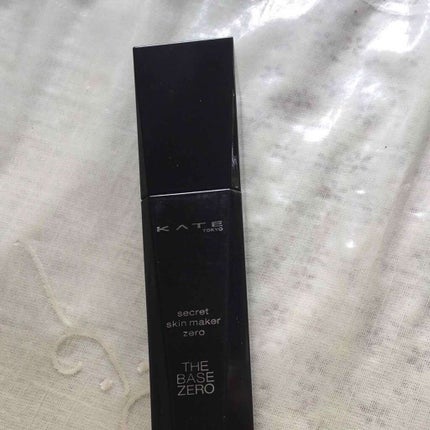 KATE
TOKYO
secret
skin maker
zero
THE
BASE
ZERO